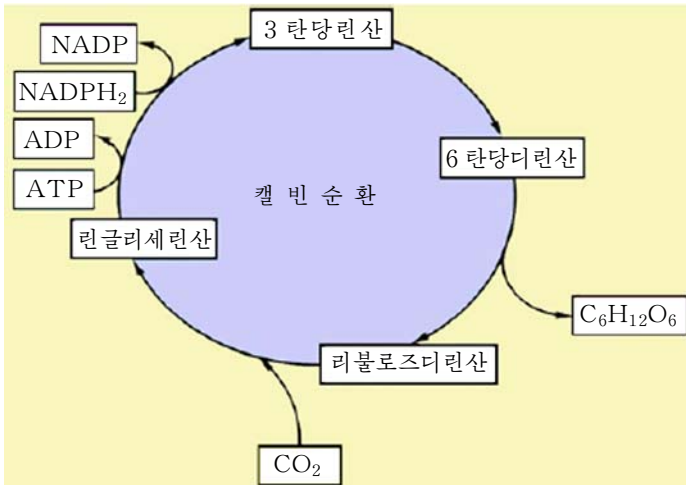 3 탄당린산
NADP
NADPH₂
ADP
ATP
6 탄당디린산
캘 빈 순 환
린글리세린산
C₆H₁₂O₆
리불로즈디린산
CO₂